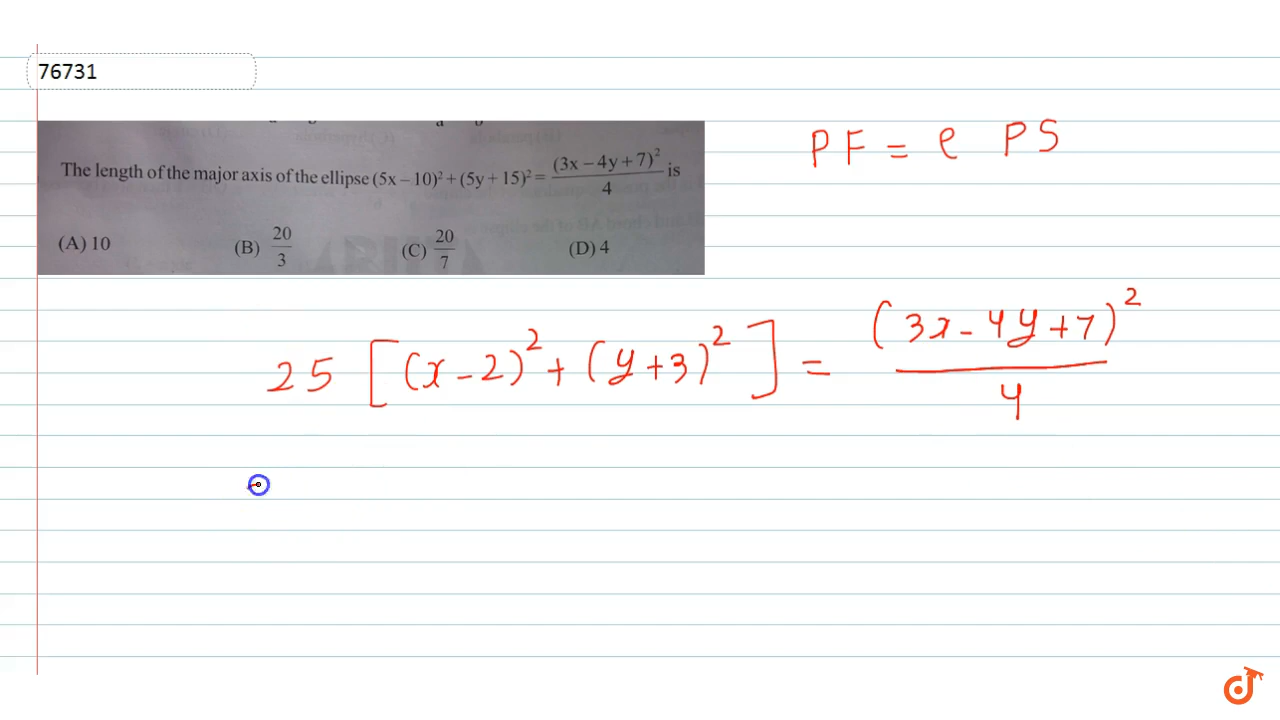 76731
PF = e PS
The length of the major axis of the ellipse (5x – 10)² + (5y + 15)² = (3x – 4y + 7)²/4 is
(A) 10 (B) 20/3 (C) 20/7 (D) 4
25 [(x - 2)² + (y + 3)²] = (3x - 4y + 7)²/4